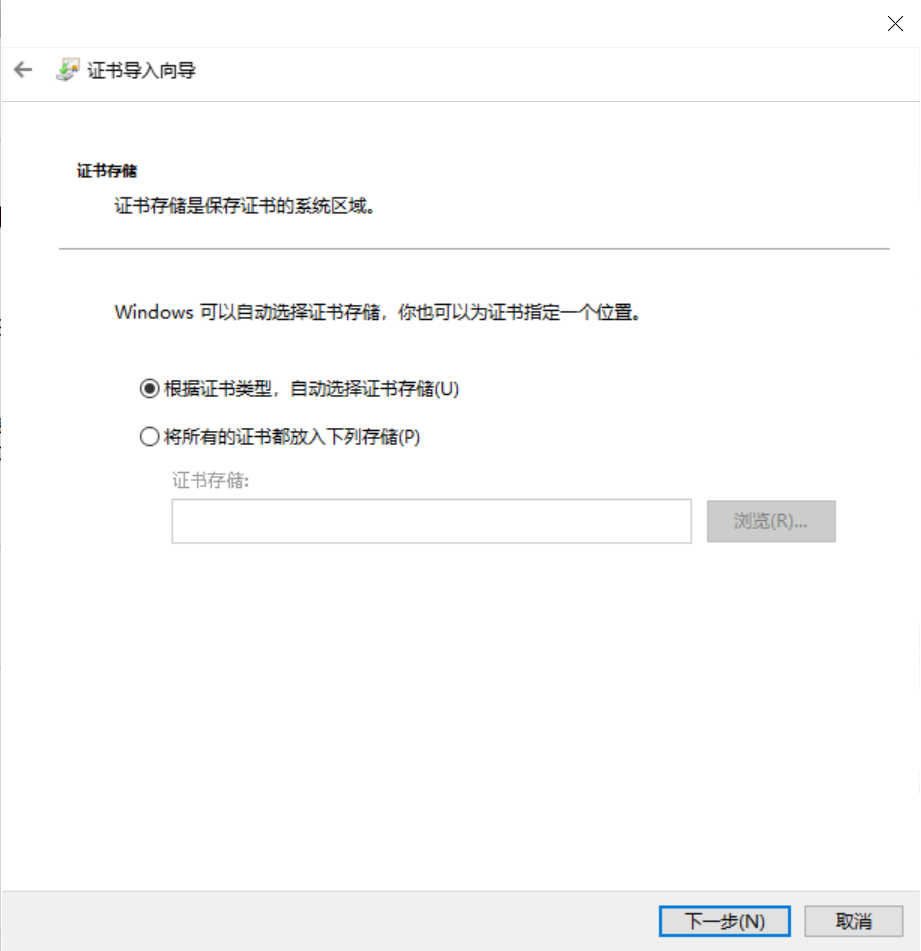 证书导入向导
证书存储
证书存储是保存证书的系统区域。
Windows 可以自动选择证书存储，你也可以为证书指定一个位置。
根据证书类型，自动选择证书存储(U)
将所有的证书都放入下列存储(P)
证书存储:
浏览(R)...
下一步(N)
取消